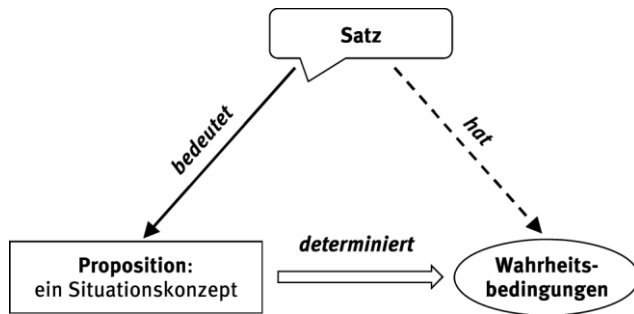 Satz
bedeutet
hat
determiniert
Proposition:
ein Situationskonzept
Wahrheits-
bedingungen